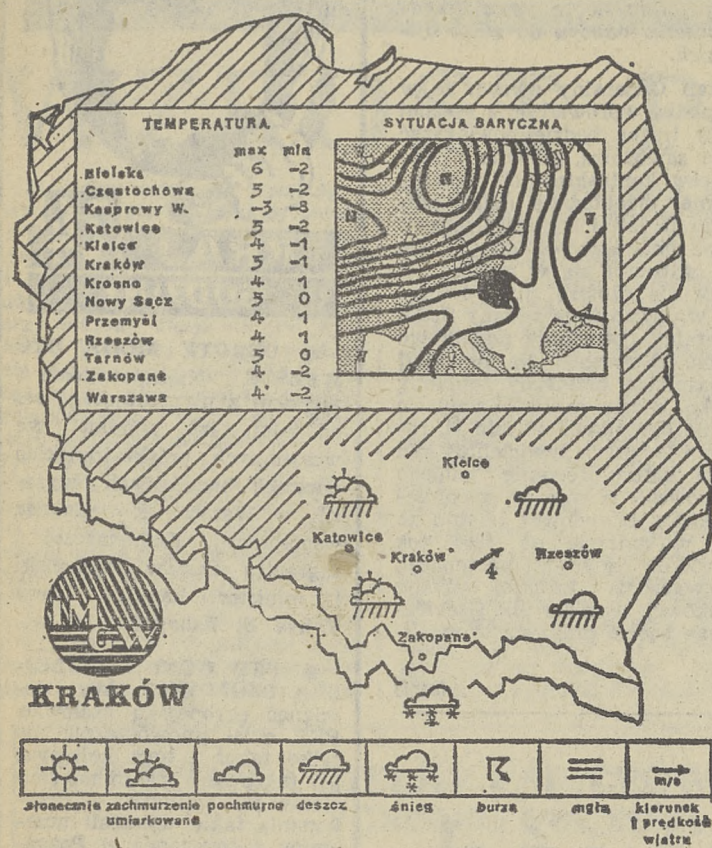 TEMPERATURA
max min
Bielsko 6 -2
Częstochowa 5 -2
Kasprowy W. -3 -8
Katowice 5 -2
Kielce 4 -1
Kraków 5 -1
Krosno 4 1
Nowy Sącz 5 0
Przemyśl 4 1
Rzeszów 4 1
Tarnów 5 0
Zakopane 4 -2
Warszawa 4 -2
SYTUACJA BARYCZNA
N
W
Kielce
Katowice
Kraków
4
Rzeszów
Zakopane
IM
G-W
KRAKÓW
m/s
słonecznie
zachmurzenie
umiarkowane
pochmurno
deszcz
śnieg
burza
mgła
kierunek
i prędkość
wiatru